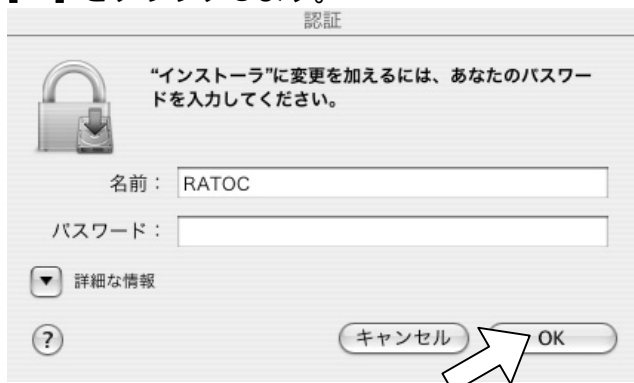 認証
“インストーラ”に変更を加えるには、あなたのパスワー
ドを入力してください。
名前： RATOC
パスワード：
詳細な情報
?
キャンセル OK